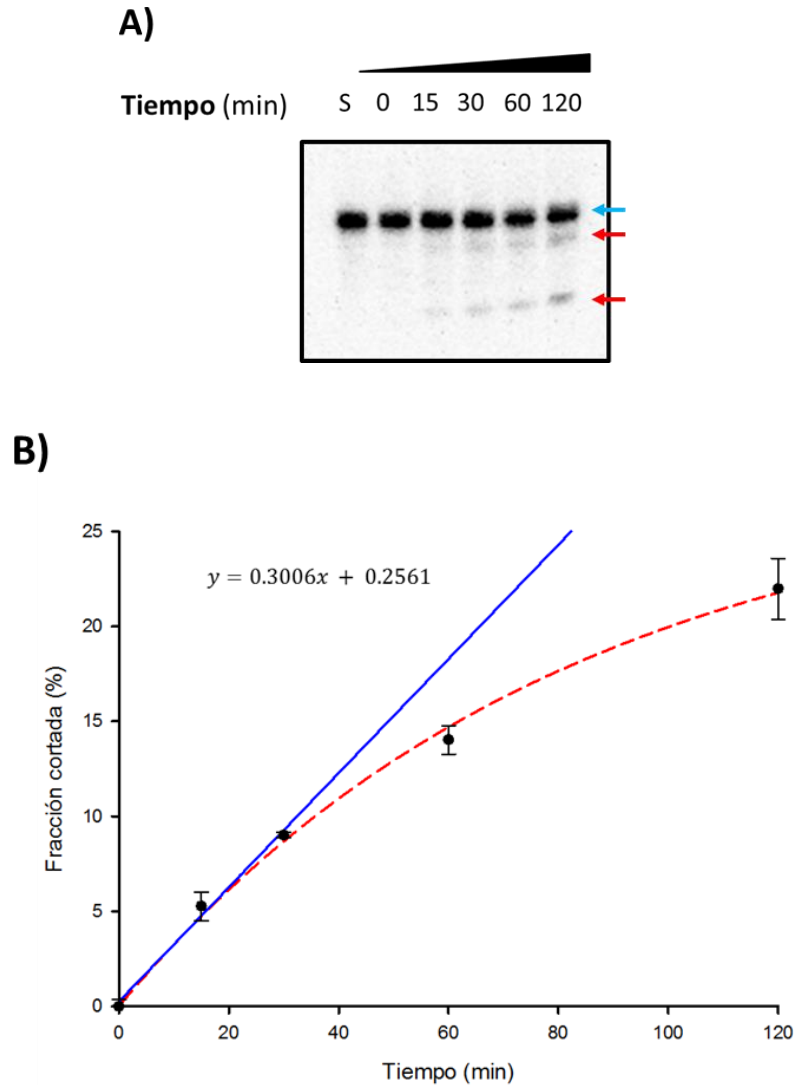 A)
Tiempo (min) S 0 15 30 60 120
B)
25
20
15
10
5
0
y = 0.3006x + 0.2561
Fracción cortada (%)
0 20 40 60 80 100 120
Tiempo (min)